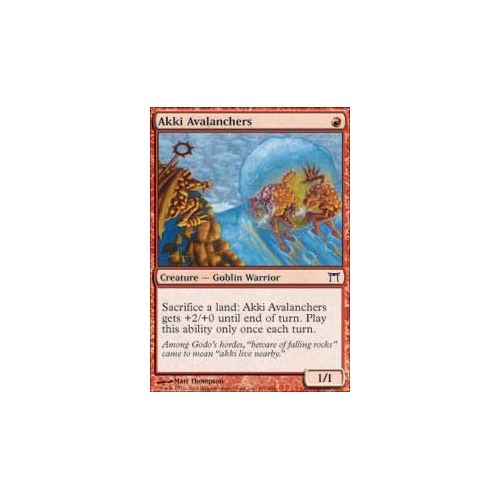 Akki Avalanchers
Creature — Goblin Warrior
Sacrifice a land: Akki Avalanchers
gets +2/+0 until end of turn. Play
this ability only once each turn.
Among Godo's hordes, "beware of falling rocks"
came to mean "akki live nearby."
Matt Thompson
1/1